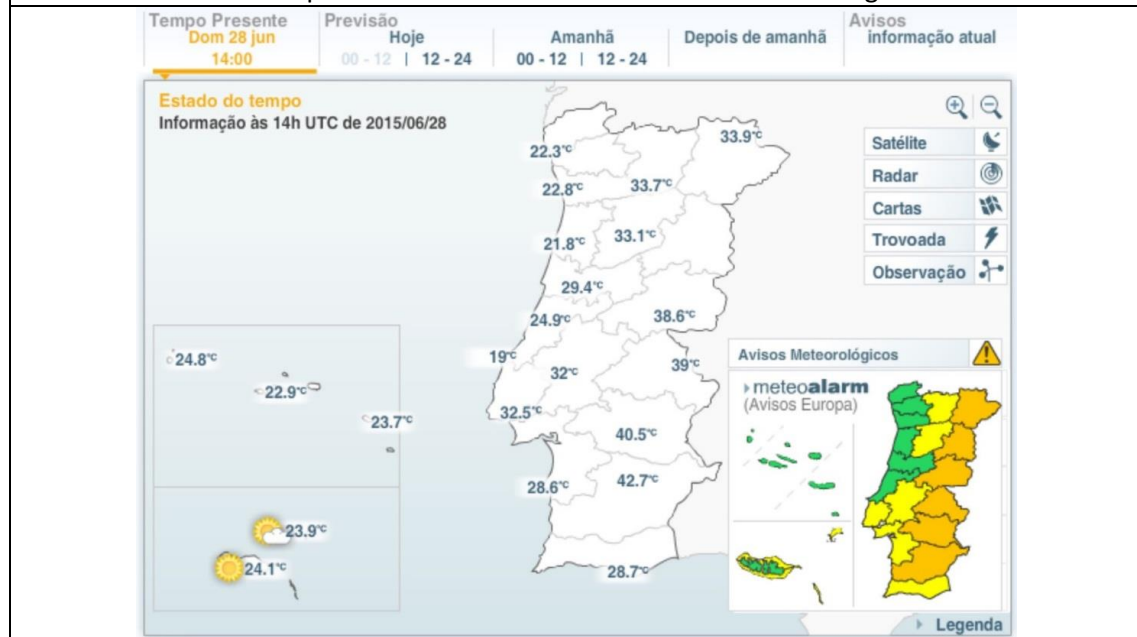 Tempo Presente Previsão Avisos
Dom 28 jun Hoje Amanhã Depois de amanhã informação atual
14:00 00 - 12 | 12 - 24 00 - 12 | 12 - 24
Estado do tempo
Informação às 14h UTC de 2015/06/28
Satélite
Radar
Cartas
Trovoada
Observação
33.9°C
22.3°C
22.8°C 33.7°C
21.8°C 33.1°C
29.4°C
24.9°C 38.6°C
19°C 32°C 39°C
32.5°C
40.5°C
28.6°C 42.7°C
28.7°C
24.8°C
22.9°C
23.7°C
23.9°C
24.1°C
Avisos Meteorológicos
meteoalarm
(Avisos Europa)
Legenda